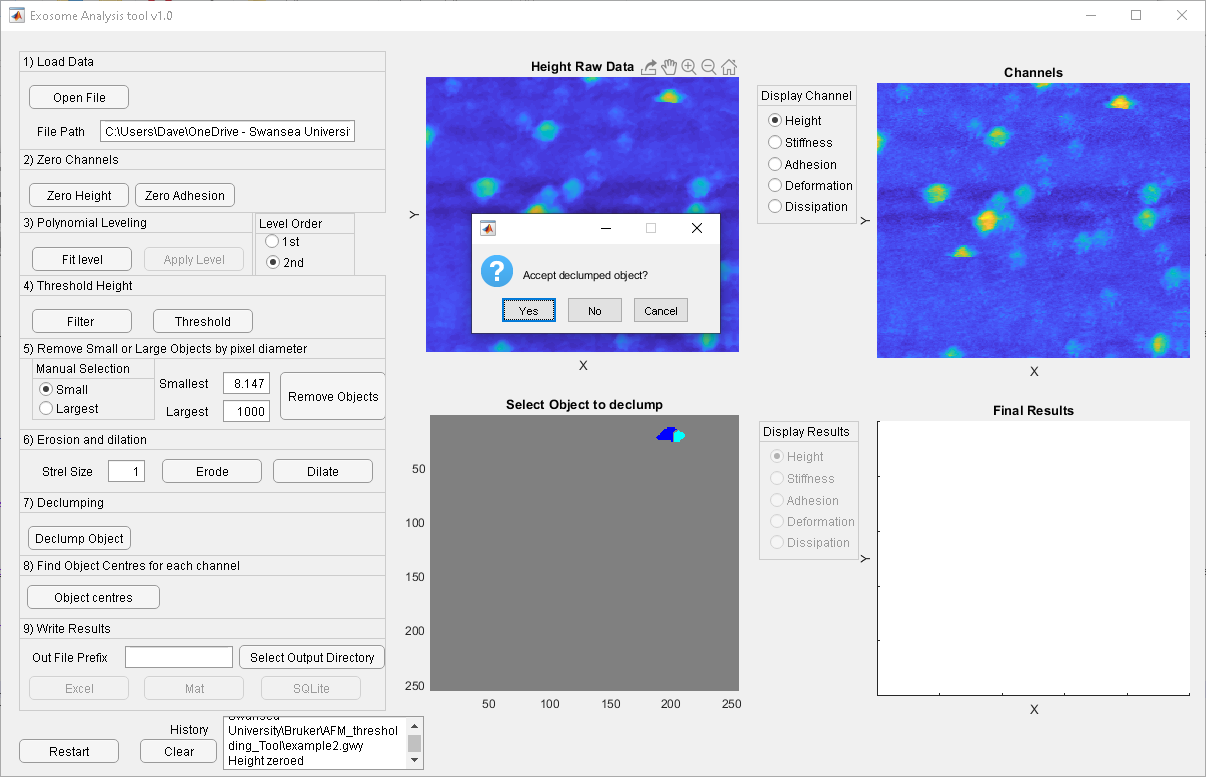 Exosome Analysis tool v1.0
1) Load Data
Open File
File Path C:\Users\Dave\OneDrive - Swansea Universi
2) Zero Channels
Zero Height Zero Adhesion
3) Polynomial Leveling
Level Order
1st
Fit level Apply Level
2nd
4) Threshold Height
Filter Threshold
5) Remove Small or Large Objects by pixel diameter
Manual Selection
Small
Largest
Smallest 8.147
Largest 1000
Remove Objects
6) Erosion and dilation
Strel Size 1 Erode Dilate
7) Declumping
Declump Object
8) Find Object Centres for each channel
Object centres
9) Write Results
Out File Prefix Select Output Directory
Excel Mat SQLite
History
Restart Clear
Swansea
University\Bruker\AFM_threshol
ding_Tool\example2.gwy
Height zeroed
Height Raw Data
Y
X
Accept declumped object?
Yes No Cancel
Display Channel
Height
Stiffness
Adhesion
Deformation
Dissipation
Channels
Y
X
Select Object to declump
50
100
150
200
250
50 100 150 200 250
Display Results
Height
Stiffness
Adhesion
Deformation
Dissipation
Final Results
Y
X